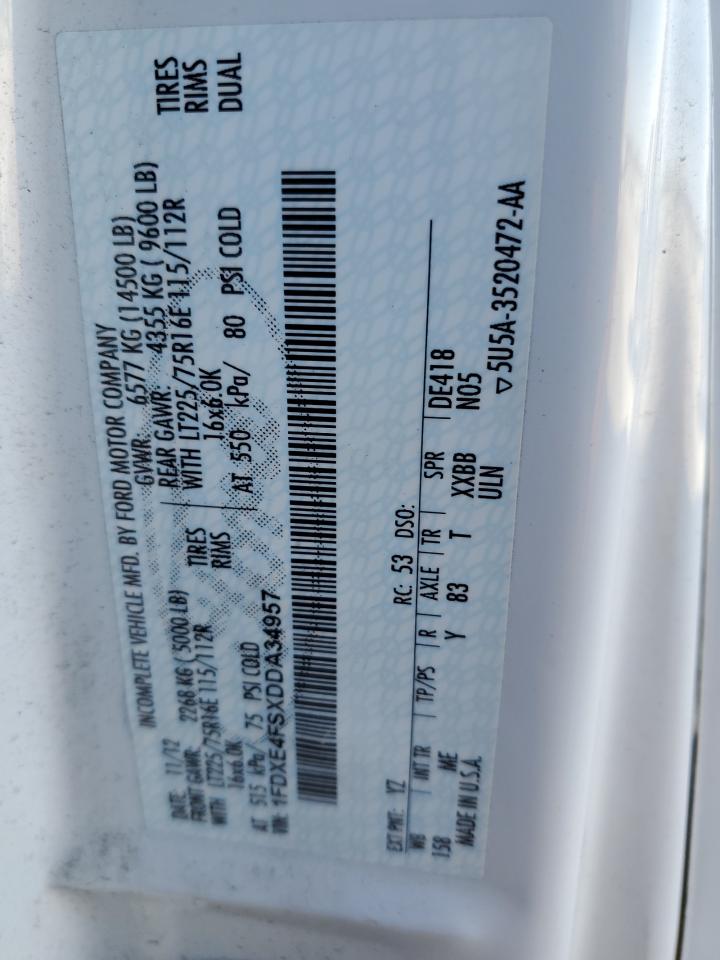 INCOMPLETE VEHICLE MFD. BY FORD MOTOR COMPANY
DATE: 11/12 GVWR: 6577 KG (14500 LB)
FRONT GAWR: 2268 KG ( 5000 LB) REAR GAWR: 4355 KG ( 9600 LB)
WITH LT225/75R16E 115/112R TIRES WITH LT225/75R16E 115/112R TIRES
16x6.0K RIMS 16x6.0K RIMS
AT 515 kPa/ 75 PSI COLD AT 550 kPa/ 80 PSI COLD DUAL
VIN: 1FDXE4FSXDDA34957
EXT PNT: YZ RC: 53 DSO:
WB INT TR TP/PS R AXLE TR SPR
158 ME Y 83 T XXBB DE418
MADE IN U.S.A. ULN N05
▽5U5A-3520472-AA